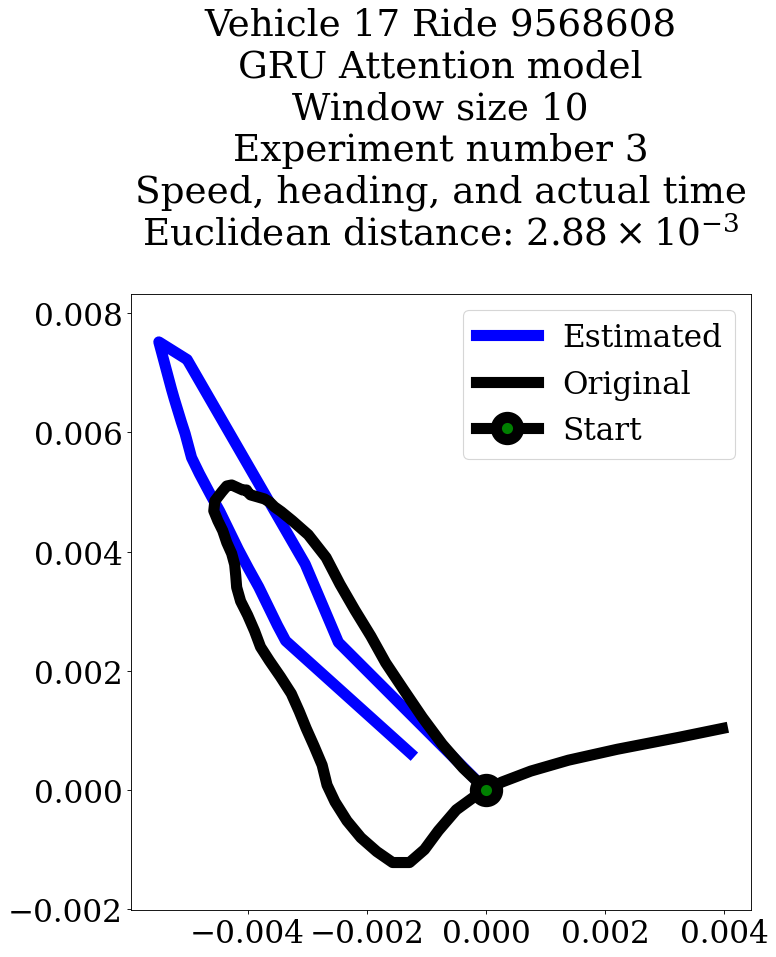 Vehicle 17 Ride 9568608
GRU Attention model
Window size 10
Experiment number 3
Speed, heading, and actual time
Euclidean distance: 2.88 × 10⁻³
Estimated
Original
Start
0.008
0.006
0.004
0.002
0.000
−0.002
−0.004 −0.002 0.000 0.002 0.004